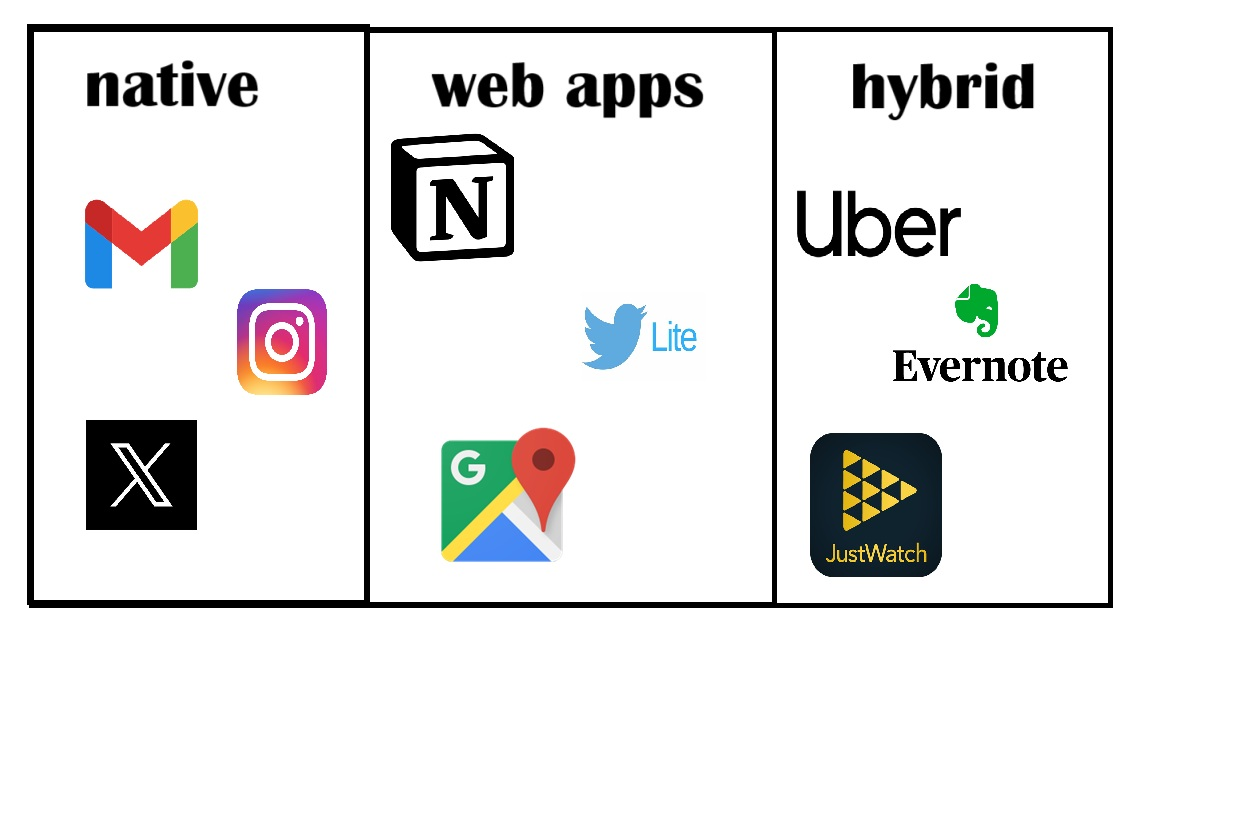 native
web apps
hybrid
N
Uber
Lite
Evernote
X
G
JustWatch